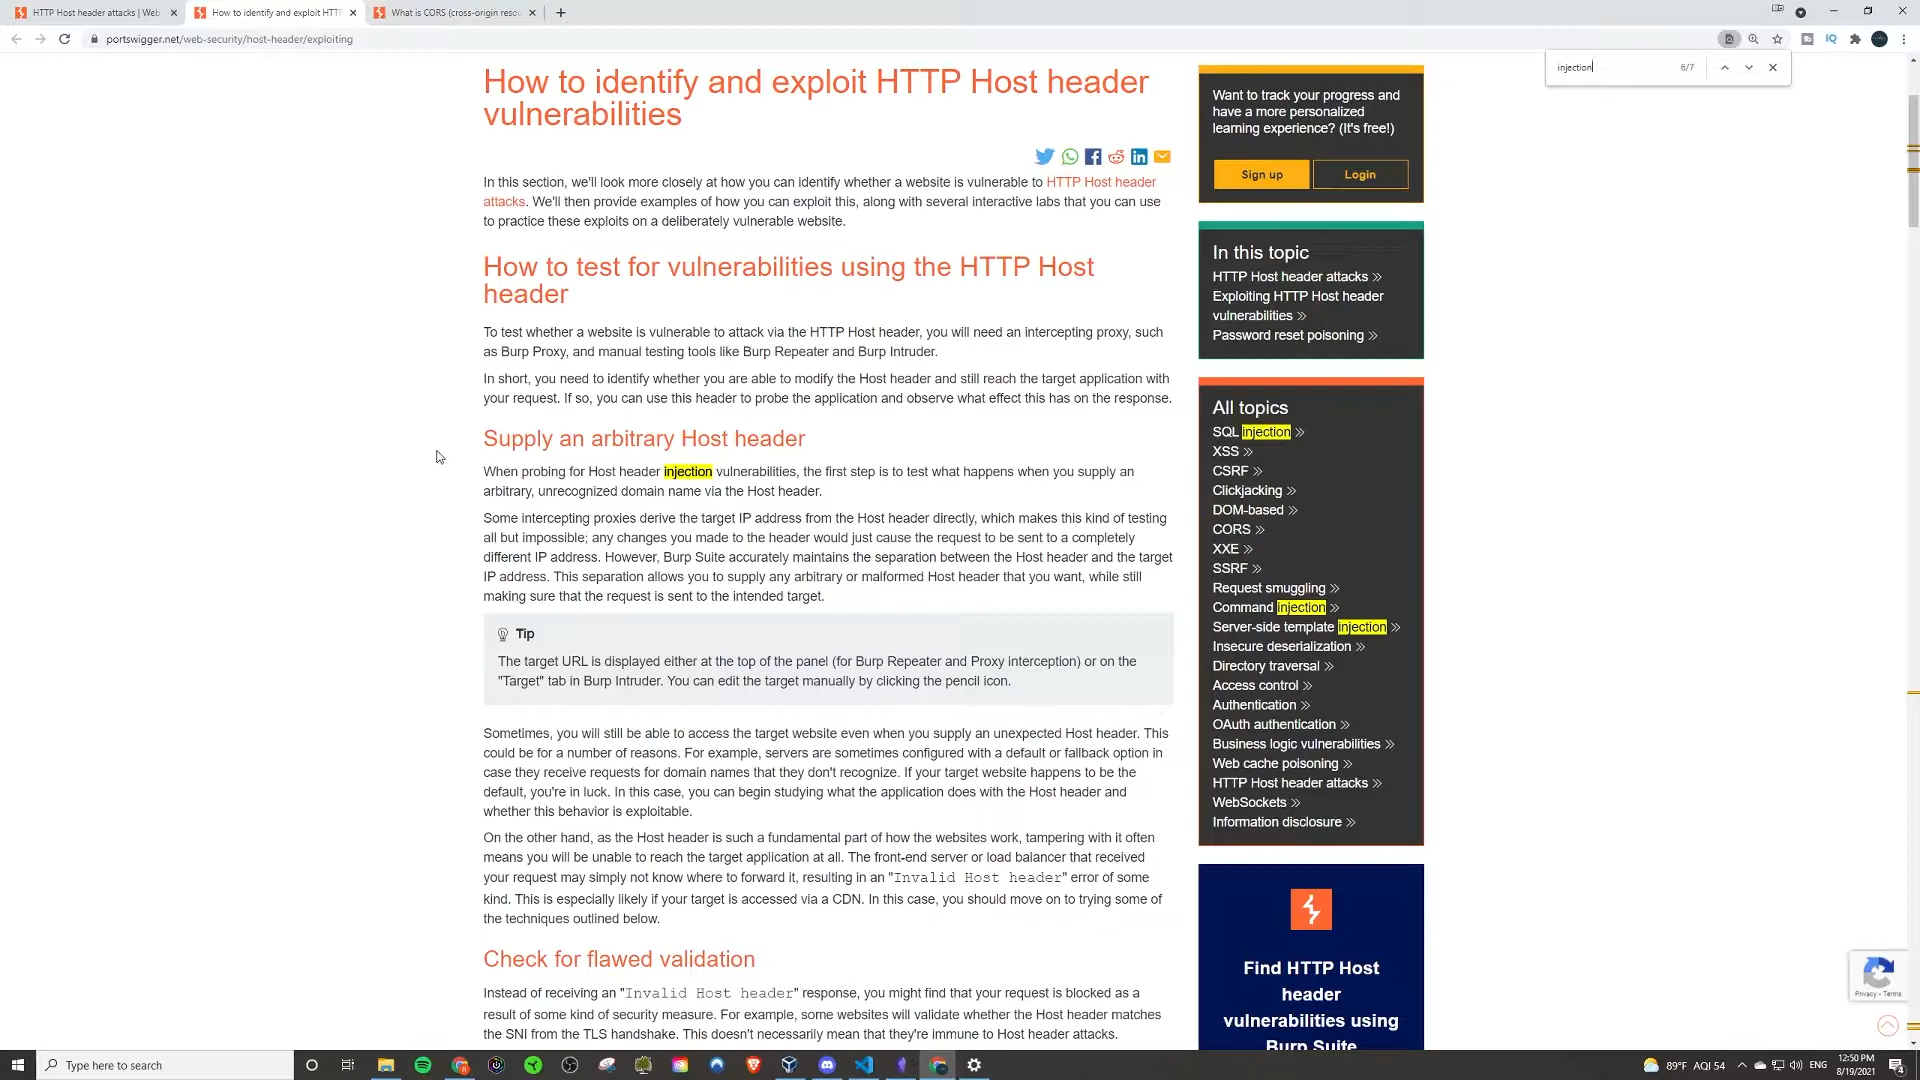 HTTP Host header attacks | Web
How to identify and exploit HTTP
What is CORS (cross-origin reso
portswigger.net/web-security/host-header/exploiting
injection 6/7
How to identify and exploit HTTP Host header
vulnerabilities
In this section, we'll look more closely at how you can identify whether a website is vulnerable to HTTP Host header
attacks. We'll then provide examples of how you can exploit this, along with several interactive labs that you can use
to practice these exploits on a deliberately vulnerable website.
How to test for vulnerabilities using the HTTP Host
header
To test whether a website is vulnerable to attack via the HTTP Host header, you will need an intercepting proxy, such
as Burp Proxy, and manual testing tools like Burp Repeater and Burp Intruder.
In short, you need to identify whether you are able to modify the Host header and still reach the target application with
your request. If so, you can use this header to probe the application and observe what effect this has on the response.
Supply an arbitrary Host header
When probing for Host header injection vulnerabilities, the first step is to test what happens when you supply an
arbitrary, unrecognized domain name via the Host header.
Some intercepting proxies derive the target IP address from the Host header directly, which makes this kind of testing
all but impossible; any changes you made to the header would just cause the request to be sent to a completely
different IP address. However, Burp Suite accurately maintains the separation between the Host header and the target
IP address. This separation allows you to supply any arbitrary or malformed Host header that you want, while still
making sure that the request is sent to the intended target.
Tip
The target URL is displayed either at the top of the panel (for Burp Repeater and Proxy interception) or on the
"Target" tab in Burp Intruder. You can edit the target manually by clicking the pencil icon.
Sometimes, you will still be able to access the target website even when you supply an unexpected Host header. This
could be for a number of reasons. For example, servers are sometimes configured with a default or fallback option in
case they receive requests for domain names that they don't recognize. If your target website happens to be the
default, you're in luck. In this case, you can begin studying what the application does with the Host header and
whether this behavior is exploitable.
On the other hand, as the Host header is such a fundamental part of how the websites work, tampering with it often
means you will be unable to reach the target application at all. The front-end server or load balancer that received
your request may simply not know where to forward it, resulting in an "Invalid Host header" error of some
kind. This is especially likely if your target is accessed via a CDN. In this case, you should move on to trying some of
the techniques outlined below.
Check for flawed validation
Instead of receiving an "Invalid Host header" response, you might find that your request is blocked as a
result of some kind of security measure. For example, some websites will validate whether the Host header matches
the SNI from the TLS handshake. This doesn't necessarily mean that they're immune to Host header attacks.
Want to track your progress and
have a more personalized
learning experience? (It's free!)
Sign up
Login
In this topic
HTTP Host header attacks »
Exploiting HTTP Host header
vulnerabilities »
Password reset poisoning »
All topics
SQL injection »
XSS »
CSRF »
Clickjacking »
DOM-based »
CORS »
XXE »
SSRF »
Request smuggling »
Command injection »
Server-side template injection »
Insecure deserialization »
Directory traversal »
Access control »
Authentication »
OAuth authentication »
Business logic vulnerabilities »
Web cache poisoning »
HTTP Host header attacks »
WebSockets »
Information disclosure »
Find HTTP Host
header
vulnerabilities using
Burp Suite
Privacy - Terms
Type here to search
89°F AQI 54
ENG
12:50 PM
8/19/2021